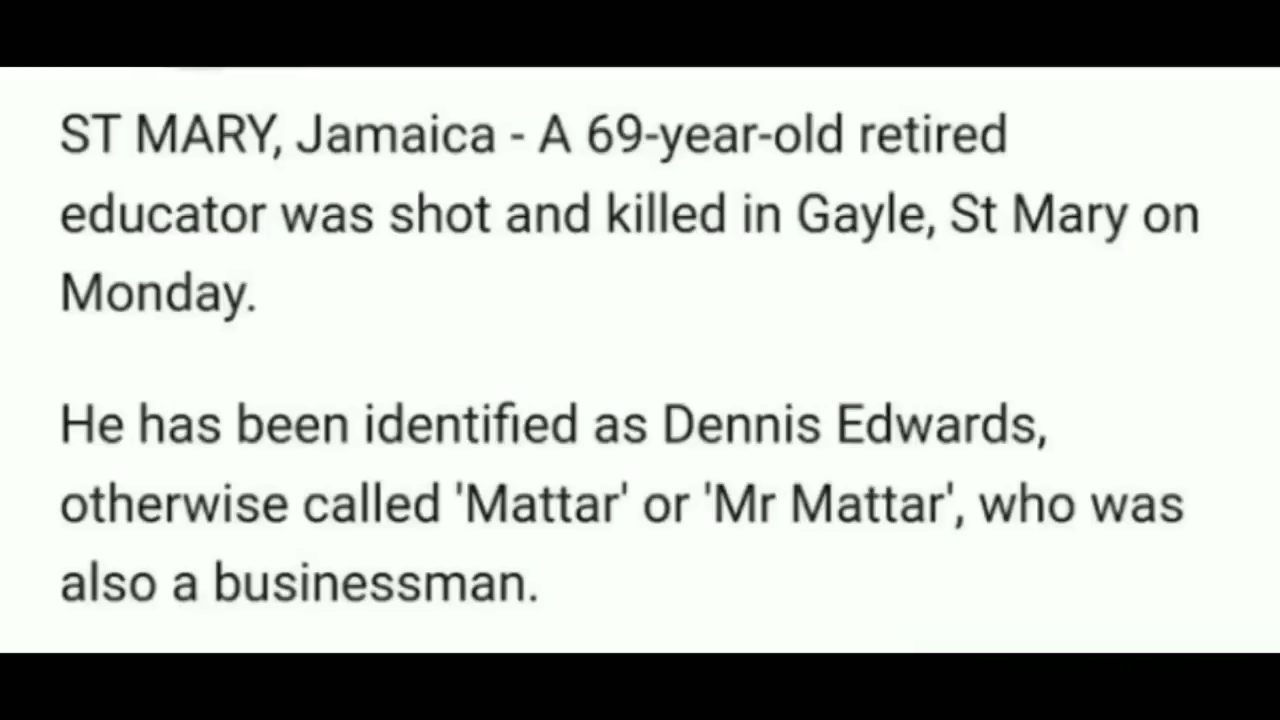 ST MARY, Jamaica - A 69-year-old retired
educator was shot and killed in Gayle, St Mary on
Monday.
He has been identified as Dennis Edwards,
otherwise called 'Mattar' or 'Mr Mattar', who was
also a businessman.